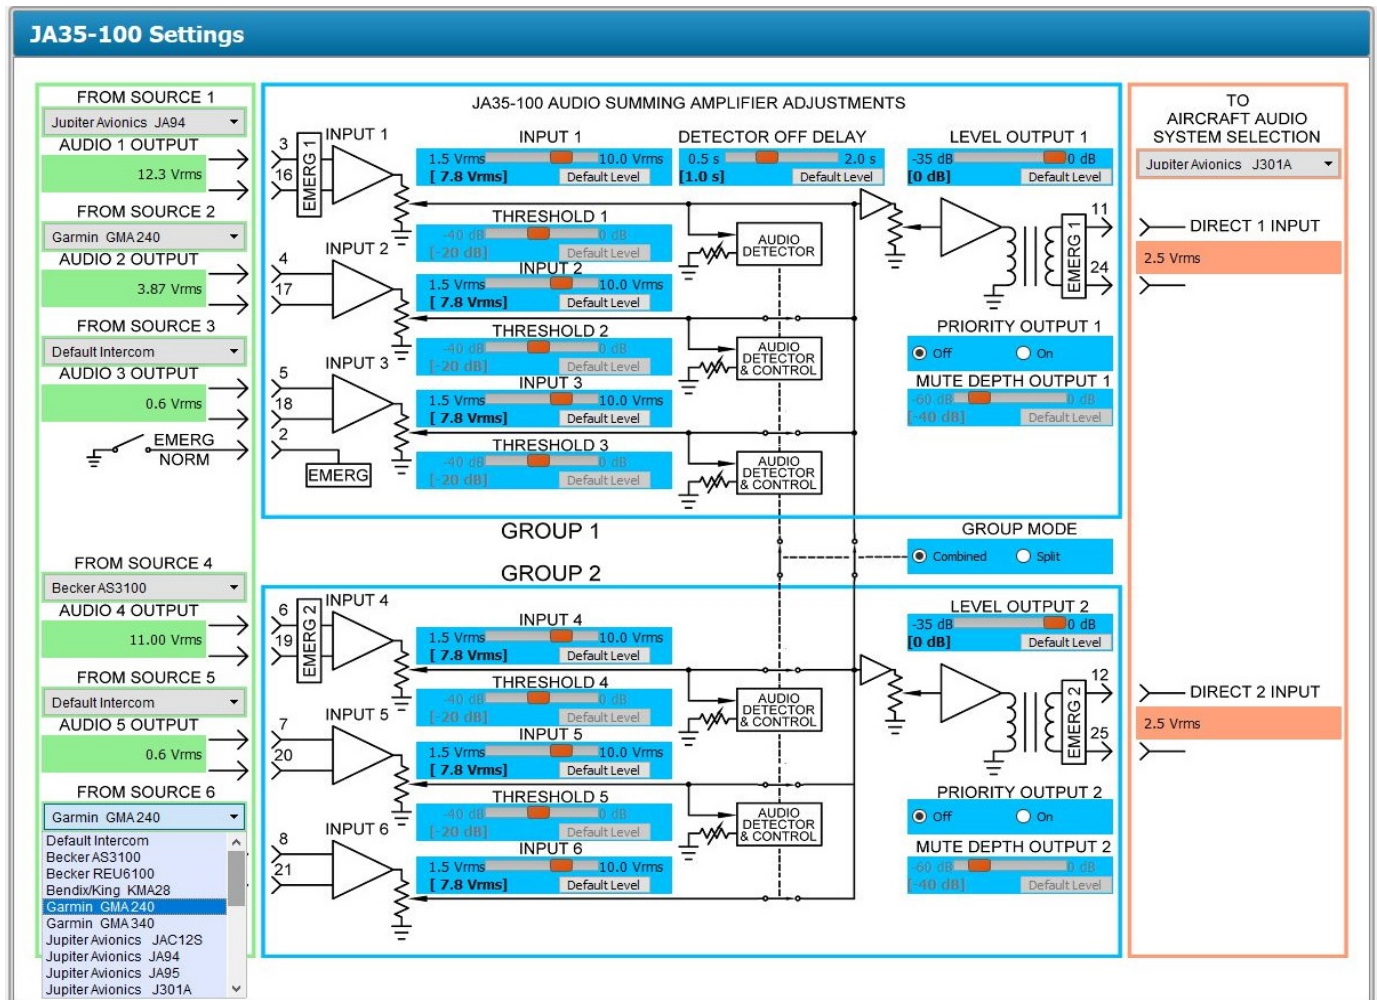 JA35-100 Settings
FROM SOURCE 1
Jupiter Avionics JA94
AUDIO 1 OUTPUT
12.3 Vrms
FROM SOURCE 2
Garmin GMA240
AUDIO 2 OUTPUT
3.87 Vrms
FROM SOURCE 3
Default Intercom
AUDIO 3 OUTPUT
0.6 Vrms
EMERG
NORM
FROM SOURCE 4
Becker AS3100
AUDIO 4 OUTPUT
11.00 Vrms
FROM SOURCE 5
Default Intercom
AUDIO 5 OUTPUT
0.6 Vrms
FROM SOURCE 6
Garmin GMA240
Default Intercom
Becker AS3100
Becker REU6100
Bendix/King KMA28
Garmin GMA240
Garmin GMA340
Jupiter Avionics JAC12S
Jupiter Avionics JA94
Jupiter Avionics JA95
Jupiter Avionics J301A
JA35-100 AUDIO SUMMING AMPLIFIER ADJUSTMENTS
3
16
EMERG 1
INPUT 1
INPUT 1
1.5 Vrms 10.0 Vrms
[ 7.8 Vrms] Default Level
DETECTOR OFF DELAY
0.5 s 2.0 s
[1.0 s] Default Level
LEVEL OUTPUT 1
-35 dB 0 dB
[0 dB] Default Level
THRESHOLD 1
-40 dB 0 dB
[-20 dB] Default Level
AUDIO
DETECTOR
11
24
EMERG 1
4
17
INPUT 2
INPUT 2
1.5 Vrms 10.0 Vrms
[ 7.8 Vrms] Default Level
THRESHOLD 2
-40 dB 0 dB
[-20 dB] Default Level
AUDIO
DETECTOR
& CONTROL
PRIORITY OUTPUT 1
Off On
MUTE DEPTH OUTPUT 1
-60 dB 0 dB
[-40 dB] Default Level
5
18
2
INPUT 3
EMERG
INPUT 3
1.5 Vrms 10.0 Vrms
[ 7.8 Vrms] Default Level
THRESHOLD 3
-40 dB 0 dB
[-20 dB] Default Level
AUDIO
DETECTOR
& CONTROL
GROUP 1
GROUP MODE
Combined Split
GROUP 2
6
19
EMERG 2
INPUT 4
INPUT 4
1.5 Vrms 10.0 Vrms
[ 7.8 Vrms] Default Level
LEVEL OUTPUT 2
-35 dB 0 dB
[0 dB] Default Level
THRESHOLD 4
-40 dB 0 dB
[-20 dB] Default Level
AUDIO
DETECTOR
& CONTROL
12
25
EMERG 2
7
20
INPUT 5
INPUT 5
1.5 Vrms 10.0 Vrms
[ 7.8 Vrms] Default Level
THRESHOLD 5
-40 dB 0 dB
[-20 dB] Default Level
AUDIO
DETECTOR
& CONTROL
PRIORITY OUTPUT 2
Off On
MUTE DEPTH OUTPUT 2
-60 dB 0 dB
[-40 dB] Default Level
8
21
INPUT 6
INPUT 6
1.5 Vrms 10.0 Vrms
[ 7.8 Vrms] Default Level
TO
AIRCRAFT AUDIO
SYSTEM SELECTION
Jupiter Avionics J301A
DIRECT 1 INPUT
2.5 Vrms
DIRECT 2 INPUT
2.5 Vrms